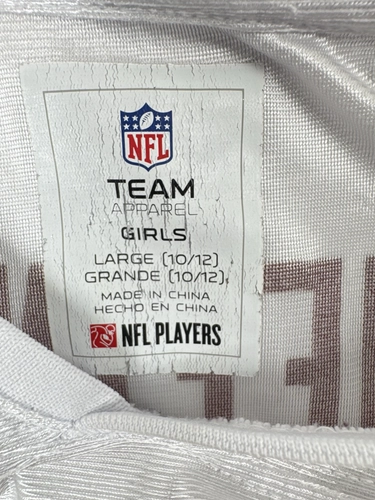 NFL
TEAM
APPAREL
GIRLS
LARGE (10/12)
GRANDE (10/12)
MADE IN CHINA
HECHO EN CHINA
NFL PLAYERS